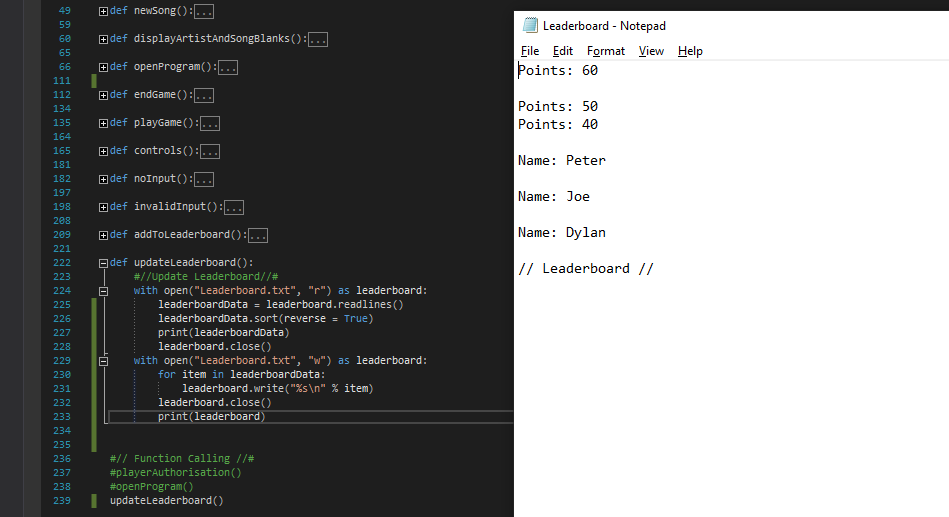 49 def newSong():...
59
60 def displayArtistAndSongBlanks():...
65
66 def openProgram():...
111
112 def endGame():...
134
135 def playGame():...
164
165 def controls():...
181
182 def noInput():...
197
198 def invalidInput():...
208
209 def addToLeaderboard():...
221
222 def updateLeaderboard():
223 #//Update Leaderboard//#
224 with open("Leaderboard.txt", "r") as leaderboard:
225 leaderboardData = leaderboard.readlines()
226 leaderboardData.sort(reverse = True)
227 print(leaderboardData)
228 leaderboard.close()
229 with open("Leaderboard.txt", "w") as leaderboard:
230 for item in leaderboardData:
231 leaderboard.write("%s\n" % item)
232 leaderboard.close()
233 print(leaderboard)
234
235
236 #// Function Calling //#
237 #playerAuthorisation()
238 #openProgram()
239 updateLeaderboard()
Leaderboard - Notepad
File Edit Format View Help
Points: 60
Points: 50
Points: 40
Name: Peter
Name: Joe
Name: Dylan
// Leaderboard //